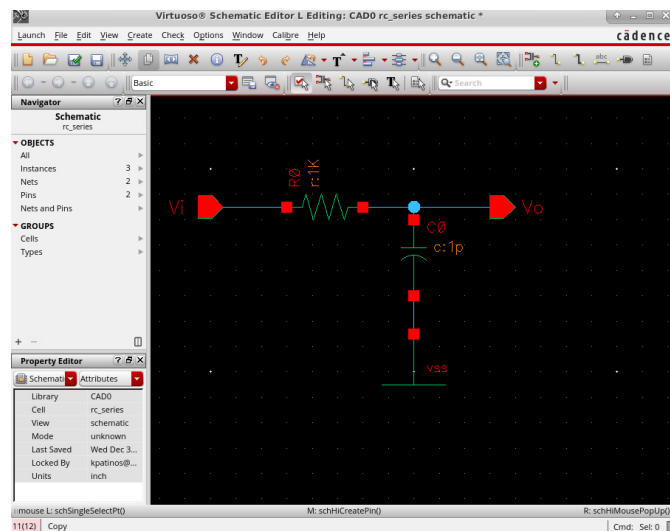 Virtuoso® Schematic Editor L Editing: CAD0 rc_series schematic *
Launch File Edit View Create Check Options Window Calibre Help
cādence
Basic
Search
Navigator
Schematic
rc_series
OBJECTS
All
Instances 3
Nets 2
Pins 2
Nets and Pins
GROUPS
Cells
Types
Property Editor
Schemati Attributes
Library CAD0
Cell rc_series
View schematic
Mode unknown
Last Saved Wed Dec 3...
Locked By kpatinos@...
Units inch
R0
r:1K
Vi
Vo
C0
c:1p
vss
mouse L: schSingleSelectPt() M: schHiCreatePin() R: schHiMousePopUp()
11(12) Copy Cmd: Sel: 0